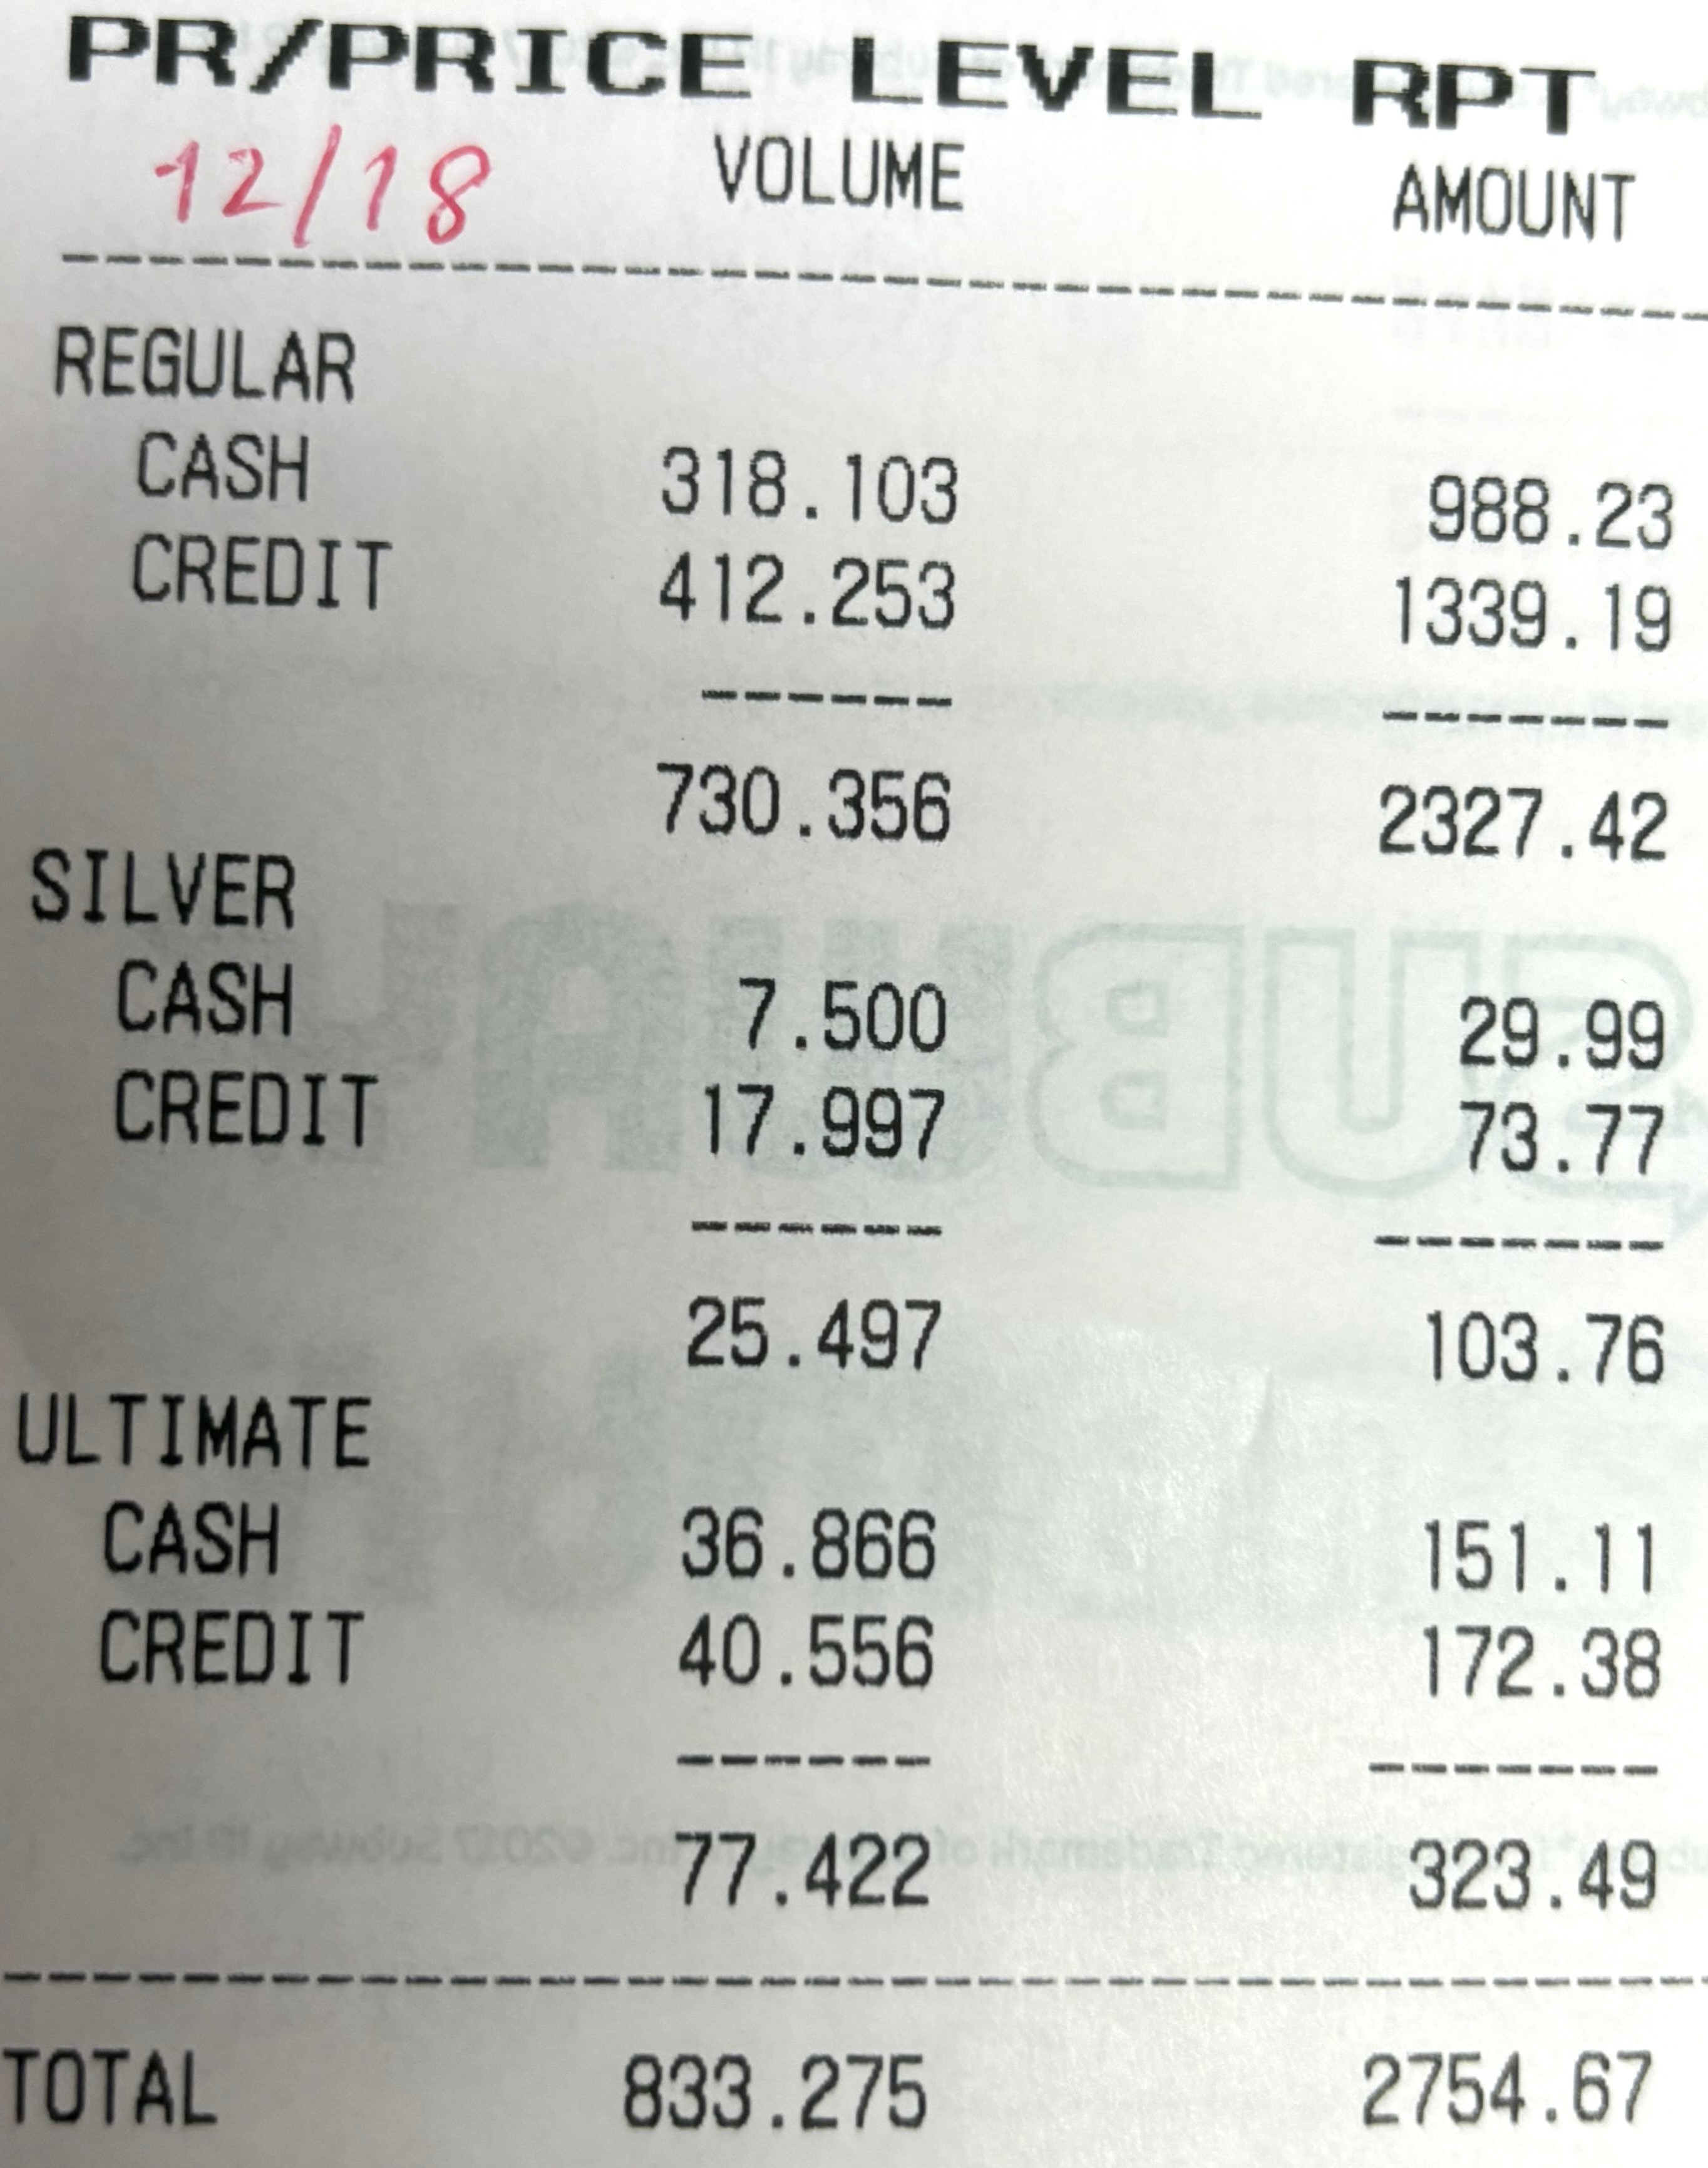 PR/PRICE LEVEL RPT
12/18 VOLUME AMOUNT
REGULAR
CASH 318.103 988.23
CREDIT 412.253 1339.19
730.356 2327.42
SILVER
CASH 7.500 29.99
CREDIT 17.997 73.77
25.497 103.76
ULTIMATE
CASH 36.866 151.11
CREDIT 40.556 172.38
77.422 323.49
TOTAL 833.275 2754.67